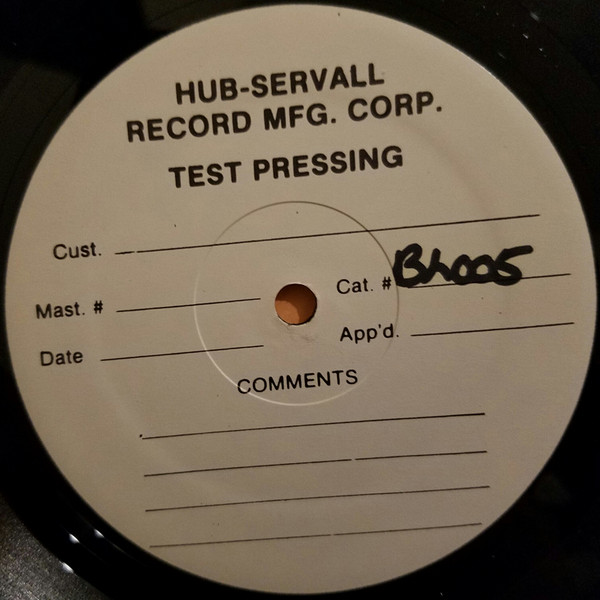 HUB-SERVALL
RECORD MFG. CORP.
TEST PRESSING
Cust.
Cat. # Bh005
Mast. #
App'd.
Date
COMMENTS